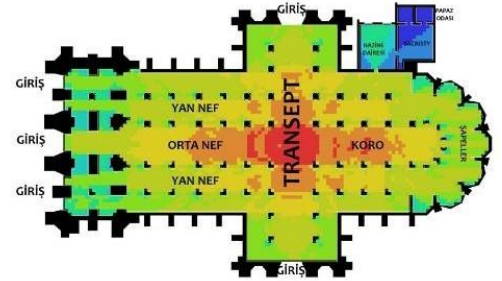 GİRİŞ
PAPAZ
ODASI
HAZİNE
DAİRESİ
SACRISTY
GİRİŞ
YAN NEF
GİRİŞ
ORTA NEF
TRANSEPT
KORO
ŞAPELLER
YAN NEF
GİRİŞ
GİRİŞ